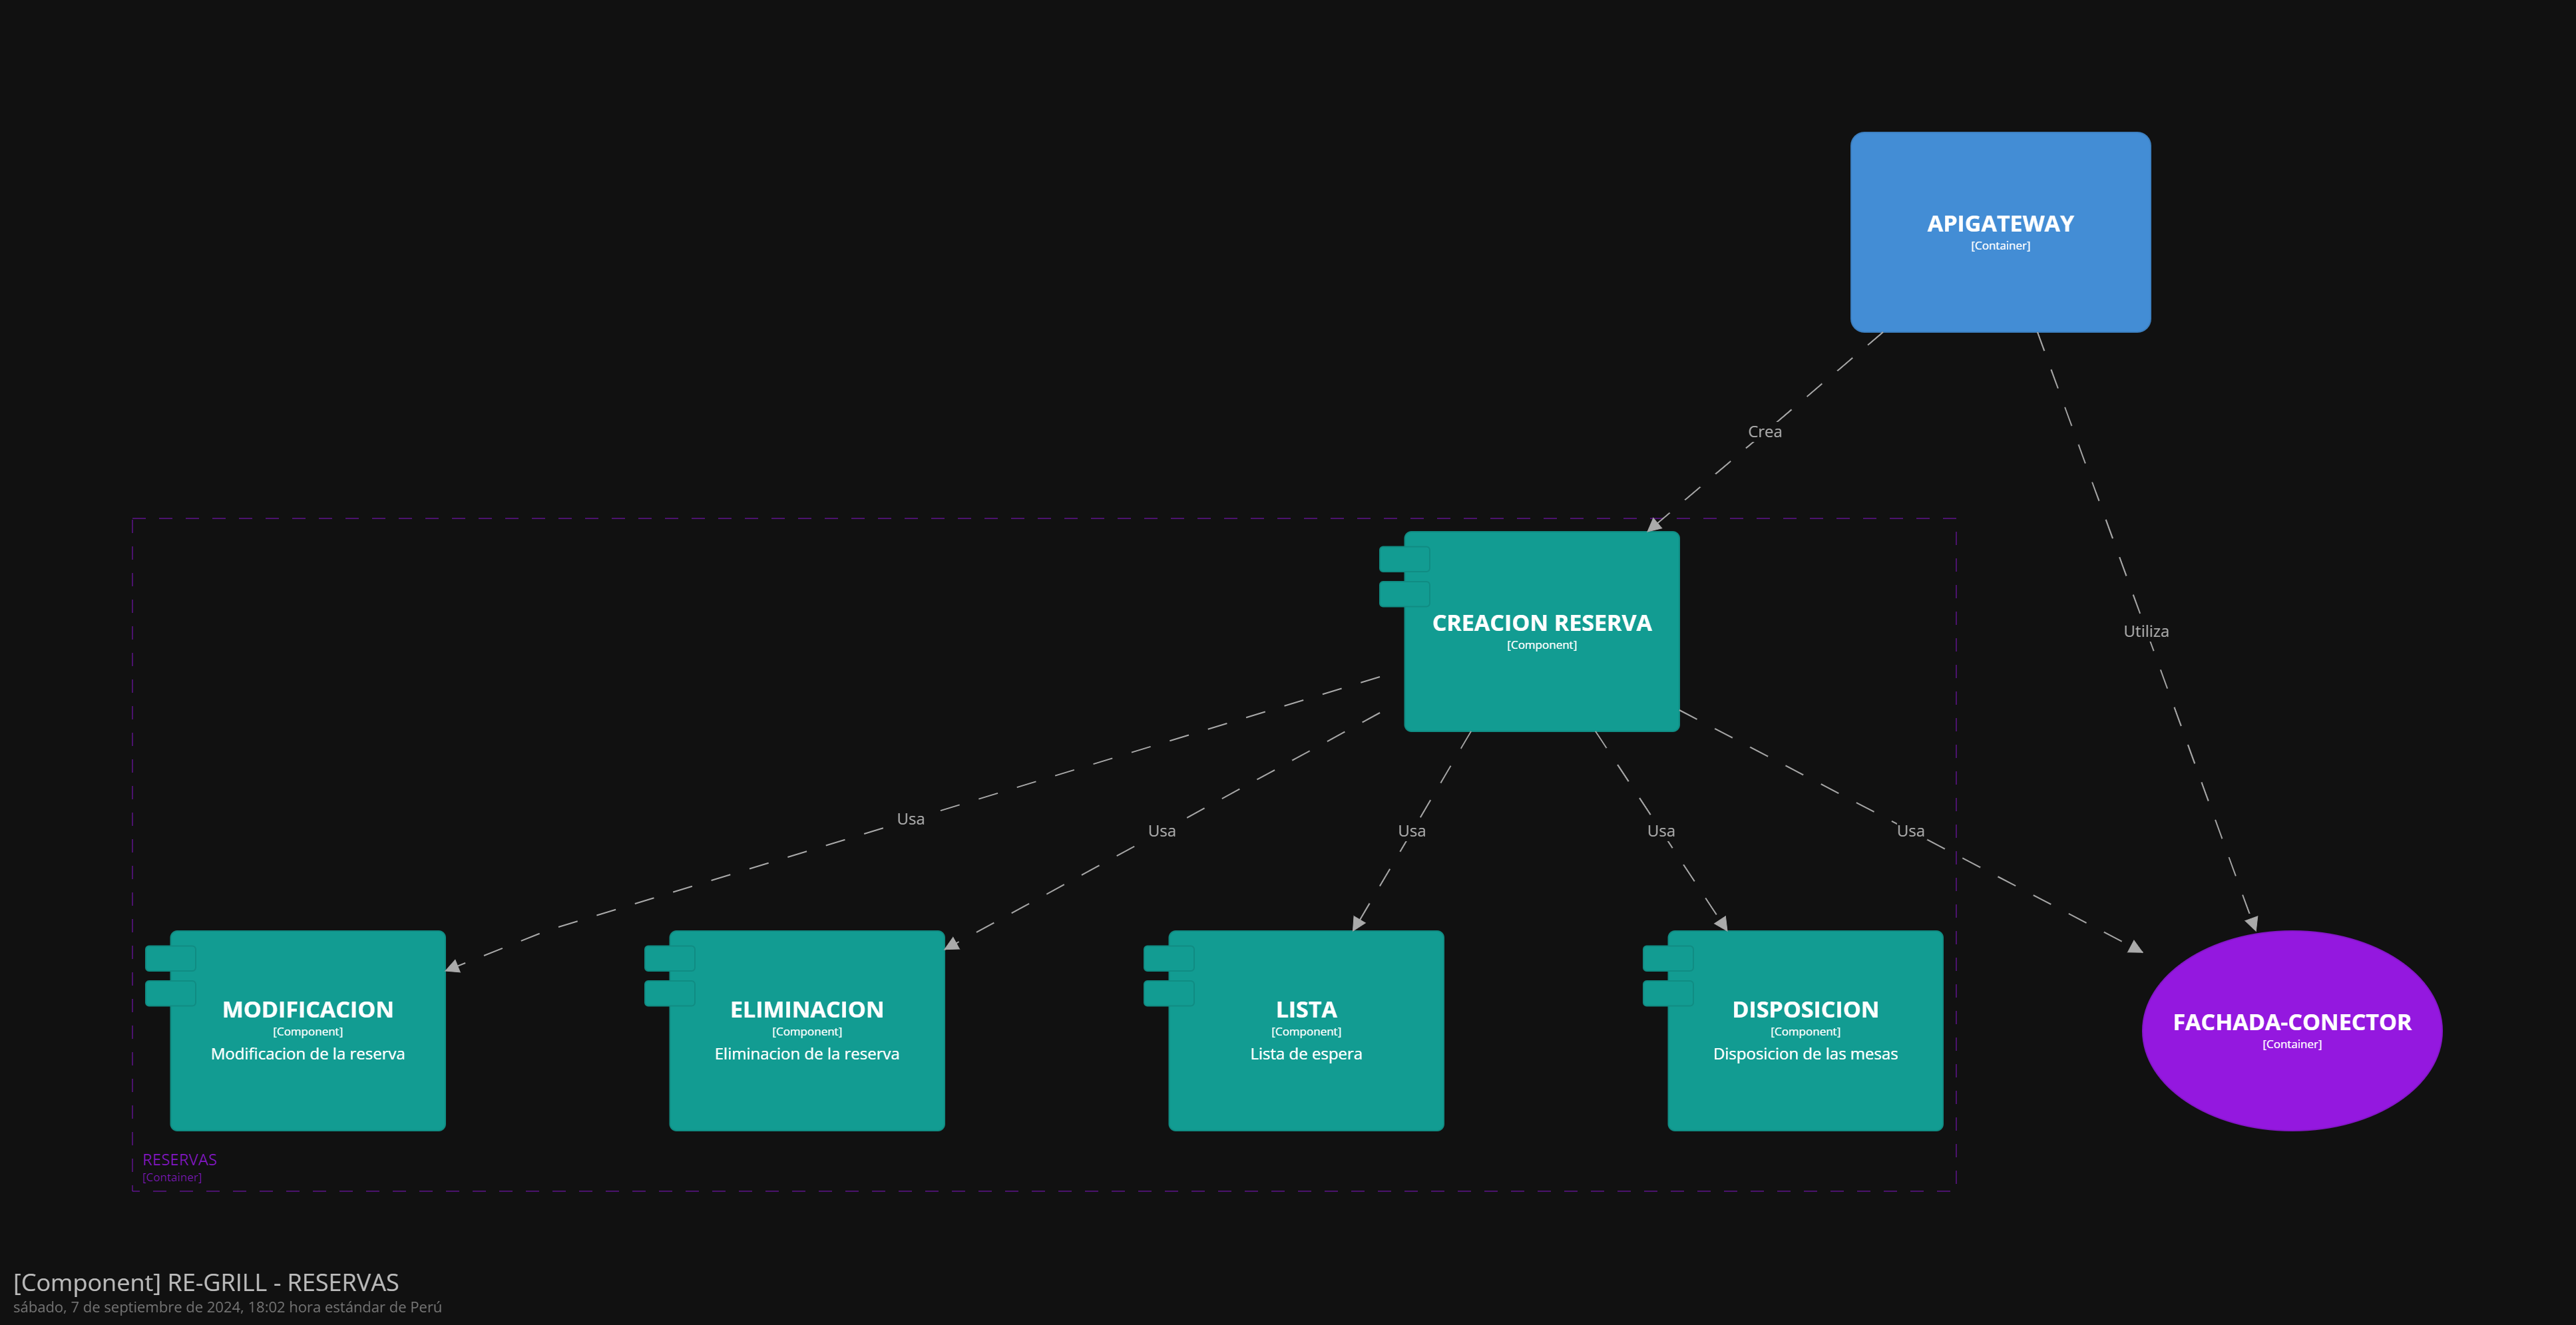 APIGATEWAY
[Container]
Crea
CREACION RESERVA
[Component]
Utiliza
Usa
Usa
Usa
Usa
Usa
MODIFICACION
[Component]
Modificacion de la reserva
ELIMINACION
[Component]
Eliminacion de la reserva
LISTA
[Component]
Lista de espera
DISPOSICION
[Component]
Disposicion de las mesas
FACHADA-CONECTOR
[Container]
RESERVAS
[Container]
[Component] RE-GRILL - RESERVAS
sábado, 7 de septiembre de 2024, 18:02 hora estándar de Perú